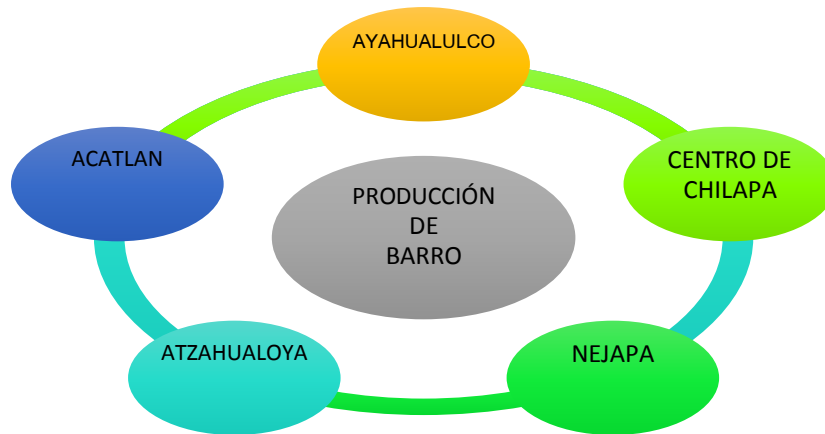 AYAHUALULCO
ACATLAN
CENTRO DE
CHILAPA
PRODUCCIÓN
DE
BARRO
ATZAHUALOYA
NEJAPA